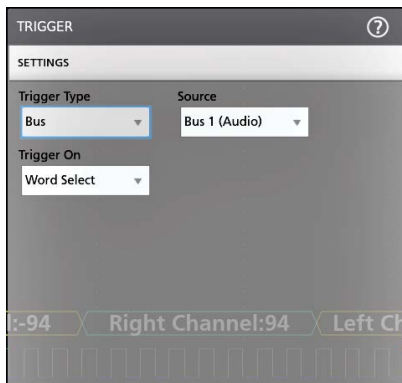 TRIGGER ?
SETTINGS
Trigger Type Source
Bus Bus 1 (Audio)
Trigger On
Word Select
l:-94 Right Channel:94 Left Ch